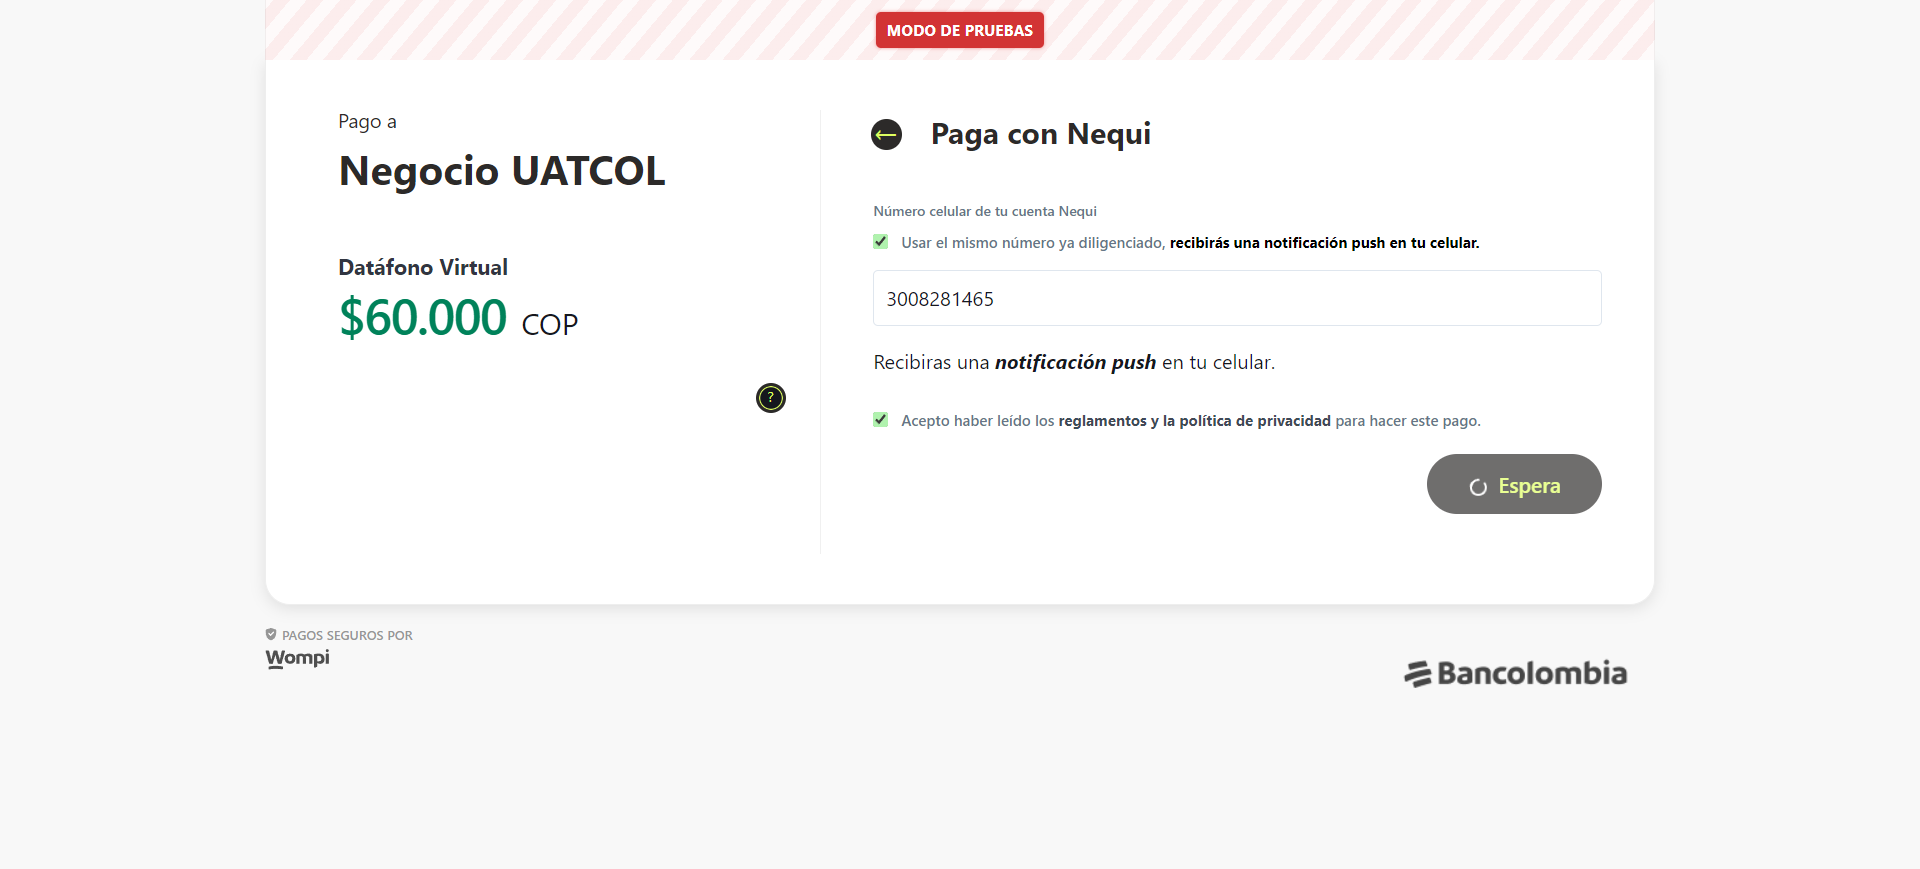 MODO DE PRUEBAS
Pago a
Negocio UATCOL
Datáfono Virtual
$60.000 COP
?
Paga con Nequi
Número celular de tu cuenta Nequi
Usar el mismo número ya diligenciado, recibirás una notificación push en tu celular.
3008281465
Recibiras una notificación push en tu celular.
Acepto haber leído los reglamentos y la política de privacidad para hacer este pago.
Espera
PAGOS SEGUROS POR
Wompi
Bancolombia